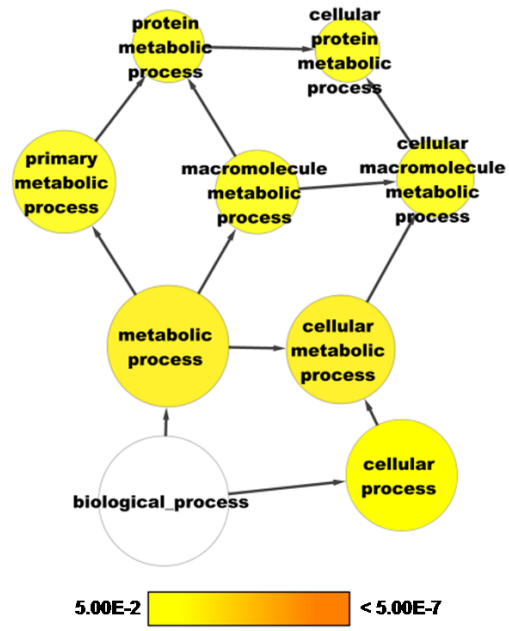 protein
metabolic
process
cellular
protein
metabolic
process
primary
metabolic
process
macromolecule
metabolic
process
cellular
macromolecule
metabolic
process
metabolic
process
cellular
metabolic
process
biological_process
cellular
process
5.00E-2
< 5.00E-7